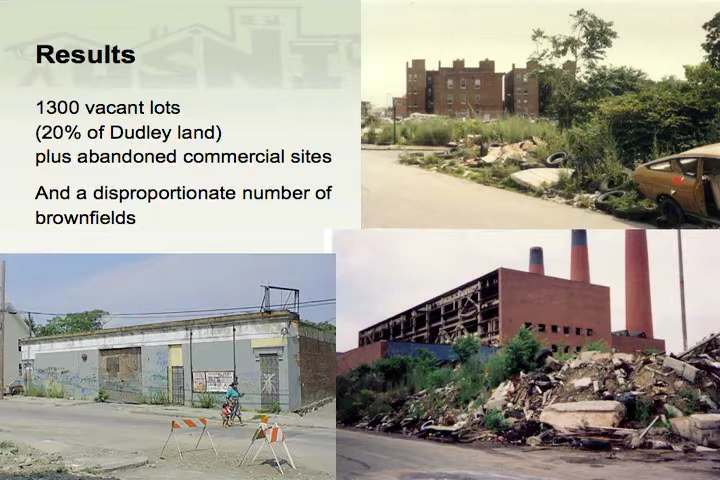 Results
1300 vacant lots
(20% of Dudley land)
plus abandoned commercial sites
And a disproportionate number of
brownfields